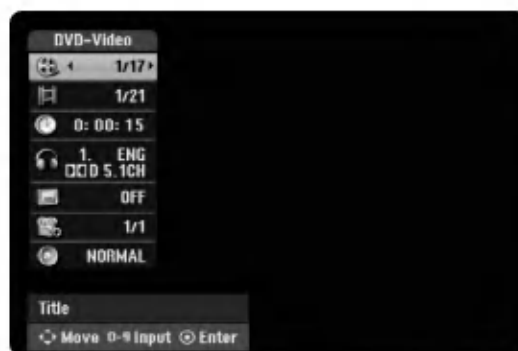 DVD-Video
1/17
1/21
0: 00: 15
1. ENG
D 5.1CH
OFF
1/1
NORMAL
Title
Move 0-9 Input Enter